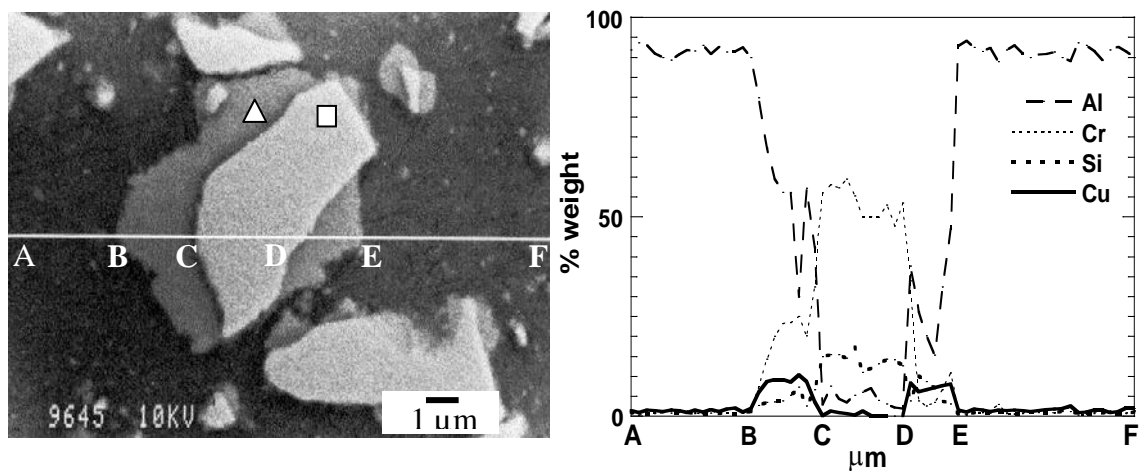 A B C D E F
9645 10KV
1 um
100
50
0
% weight
Al
Cr
Si
Cu
A B C D E F
μm